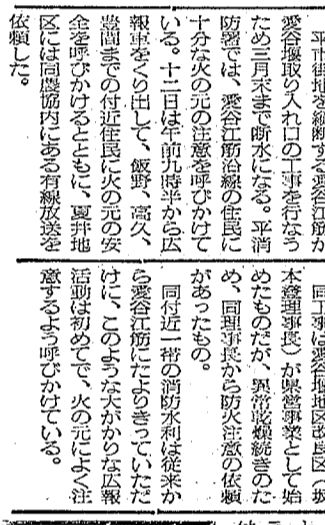 平市街地を縦断する愛谷江筋が
愛谷堰取り入れ口の工事を行なう
ため三月末まで断水になる。平消
防署では、愛谷江筋沿線の住民に
十分な火の元の注意を呼びかけて
いる。十二日は午前九時半から広
報車をくり出して、飯野、高久、
豊間までの付近住民に火の元の安
全を呼びかけるとともに、夏井地
区には同農協内にある有線放送を
依頼した。
同工事は愛谷堰地区改良区（坂
本登理事長）が県営事業として始
めたものだが、異常乾燥続きのた
め、同理事長から防火注意の依頼
があったもの。
同付近一帯の消防水利は従来か
ら愛谷江筋にたよりきっていただ
けに、このような大がかりな広報
活動は初めてで、火の元によく注
意するよう呼びかけている。